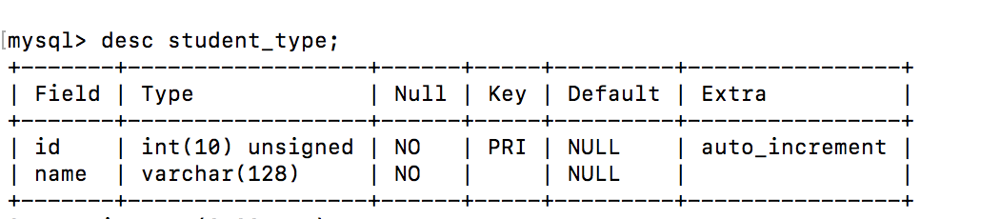 [mysql> desc student_type;
+-------+------------------+------+-----+---------+----------------+
| Field | Type             | Null | Key | Default | Extra          |
+-------+------------------+------+-----+---------+----------------+
| id    | int(10) unsigned | NO   | PRI | NULL    | auto_increment |
| name  | varchar(128)     | NO   |     | NULL    |                |
+-------+------------------+------+-----+---------+----------------+